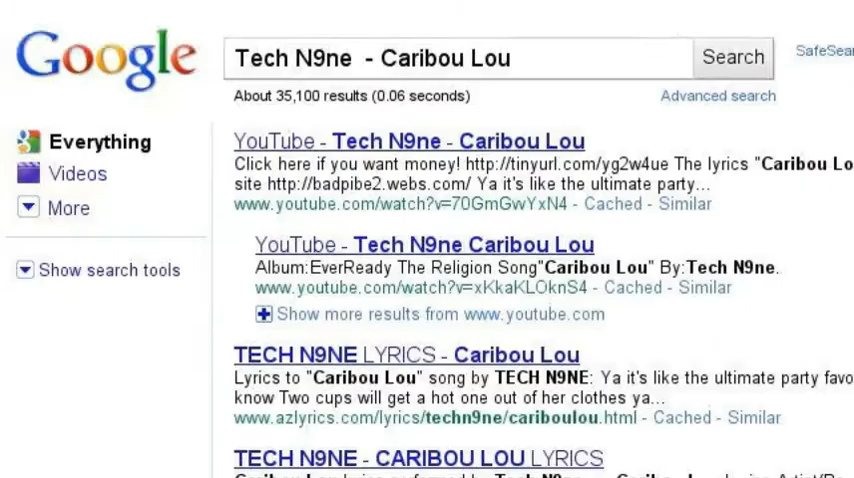 Google
Tech N9ne - Caribou Lou
Search
SafeSear
About 35,100 results (0.06 seconds)
Advanced search
Everything
Videos
More
Show search tools
YouTube - Tech N9ne - Caribou Lou
Click here if you want money! http://tinyurl.com/yg2w4ue The lyrics "Caribou Lo
site http://badpibe2.webs.com/ Ya it's like the ultimate party...
www.youtube.com/watch?v=70GmGwYxN4 - Cached - Similar
YouTube - Tech N9ne Caribou Lou
Album:EverReady The Religion Song"Caribou Lou" By:Tech N9ne.
www.youtube.com/watch?v=xKkaKLOknS4 - Cached - Similar
Show more results from www.youtube.com
TECH N9NE LYRICS - Caribou Lou
Lyrics to "Caribou Lou" song by TECH N9NE: Ya it's like the ultimate party favo
know Two cups will get a hot one out of her clothes ya...
www.azlyrics.com/lyrics/techn9ne/cariboulou.html - Cached - Similar
TECH N9NE - CARIBOU LOU LYRICS